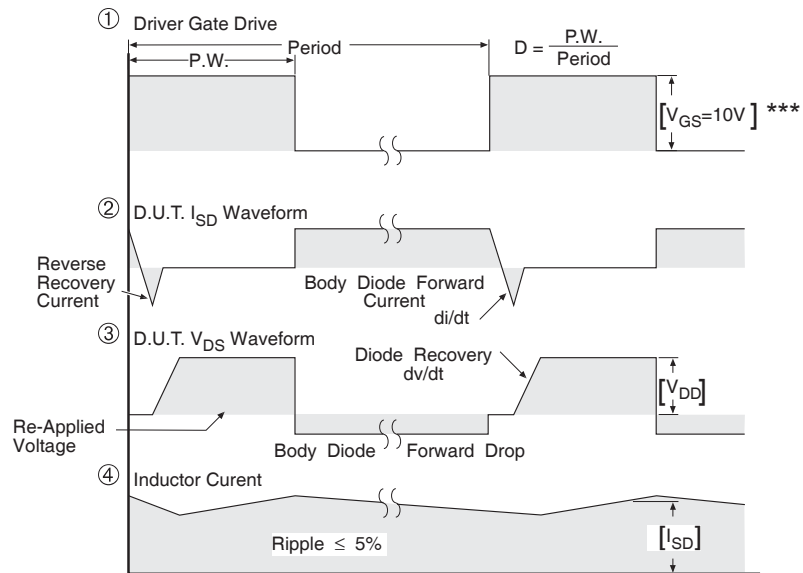 ① Driver Gate Drive
Period
P.W.
D = P.W. / Period
[VGS=10V] ***
② D.U.T. ISD Waveform
Reverse
Recovery
Current
Body Diode Forward
Current
di/dt
③ D.U.T. VDS Waveform
Diode Recovery
dv/dt
[VDD]
Re-Applied
Voltage
Body Diode Forward Drop
④ Inductor Curent
Ripple ≤ 5%
[ISD]